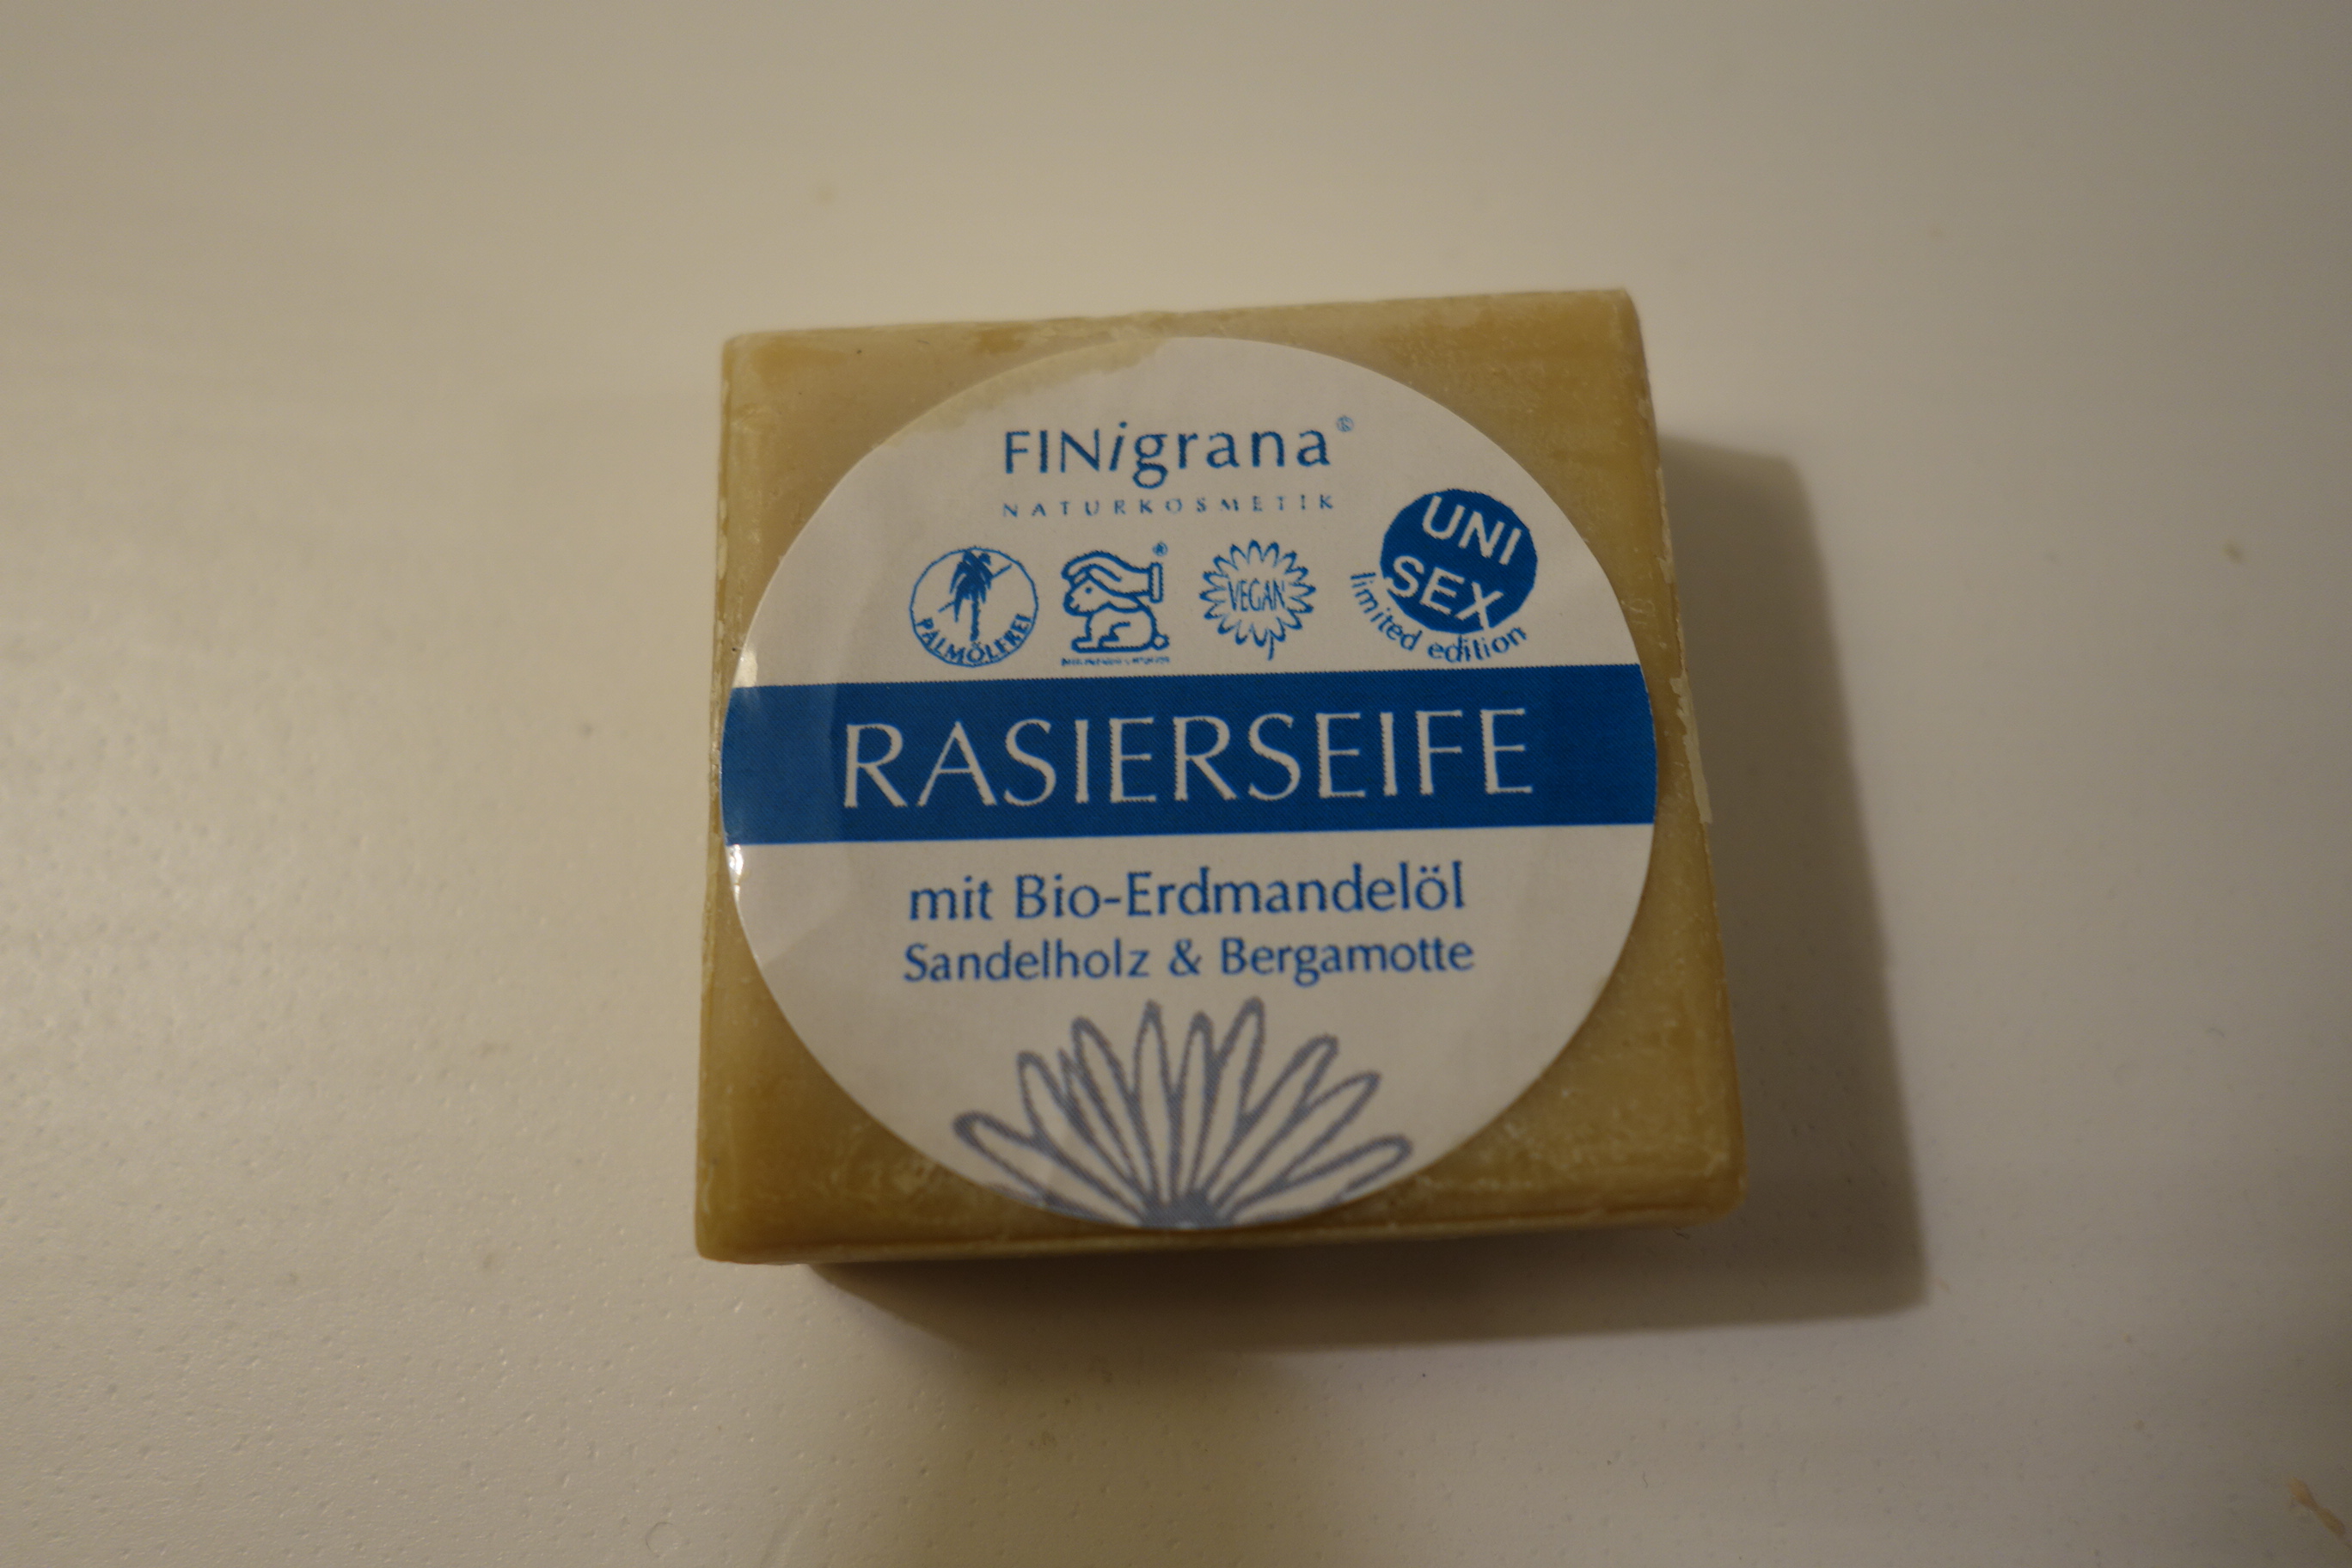 FINigrana®
NATURKOSMETIK
PALMÖLFREI
®
VEGAN
UNI
SEX
limited edition
RASIERSEIFE
mit Bio-Erdmandelöl
Sandelholz & Bergamotte